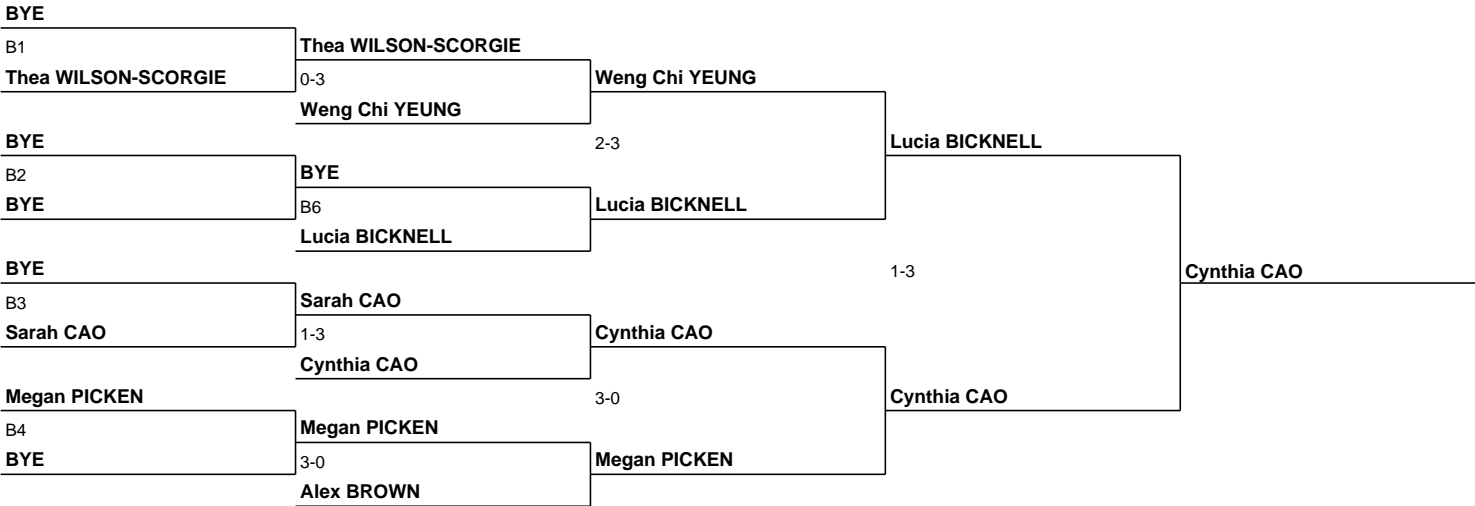 BYE
B1
Thea WILSON-SCORGIE
Thea WILSON-SCORGIE
0-3
Weng Chi YEUNG
Weng Chi YEUNG
BYE
B2
BYE
BYE
B6
Lucia BICKNELL
2-3
Lucia BICKNELL
Lucia BICKNELL
BYE
B3
Sarah CAO
Sarah CAO
1-3
Cynthia CAO
Cynthia CAO
Megan PICKEN
B4
BYE
Megan PICKEN
3-0
Alex BROWN
3-0
Megan PICKEN
Cynthia CAO
1-3
Cynthia CAO